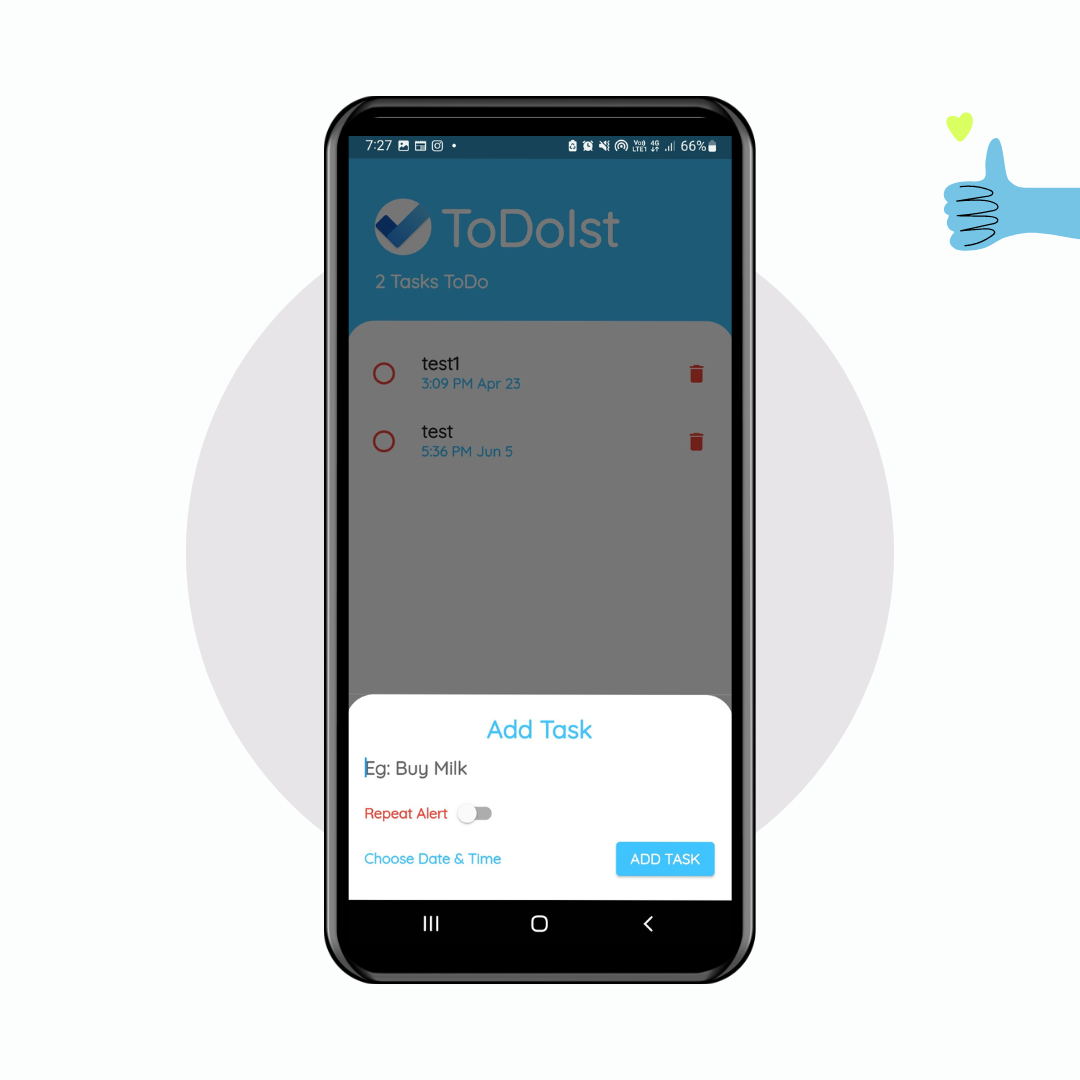 7:27 VoB LTE1 4G 66%
ToDoIst
2 Tasks ToDo
test1
3:09 PM Apr 23
test
5:36 PM Jun 5
Add Task
Eg: Buy Milk
Repeat Alert
Choose Date & Time
ADD TASK